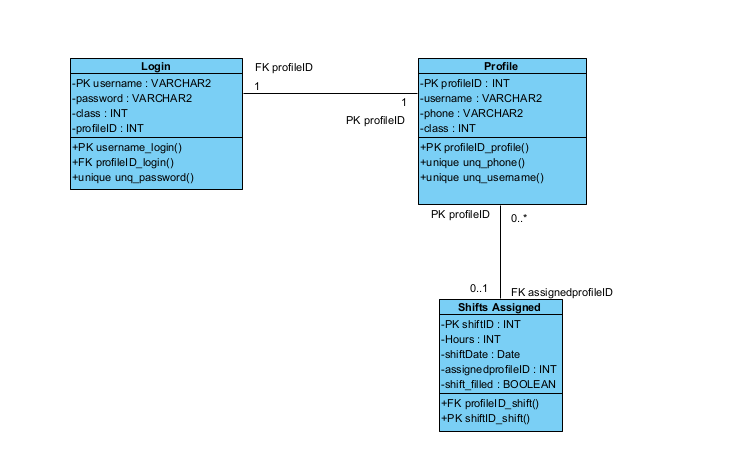 Login
-PK username : VARCHAR2
-password : VARCHAR2
-class : INT
-profileID : INT
+PK username_login()
+FK profileID_login()
+unique unq_password()
FK profileID
1
1
PK profileID
Profile
-PK profileID : INT
-username : VARCHAR2
-phone : VARCHAR2
-class : INT
+PK profileID_profile()
+unique unq_phone()
+unique unq_username()
PK profileID
0..*
0..1
FK assignedprofileID
Shifts Assigned
-PK shiftID : INT
-Hours : INT
-shiftDate : Date
-assignedprofileID : INT
-shift_filled : BOOLEAN
+FK profileID_shift()
+PK shiftID_shift()